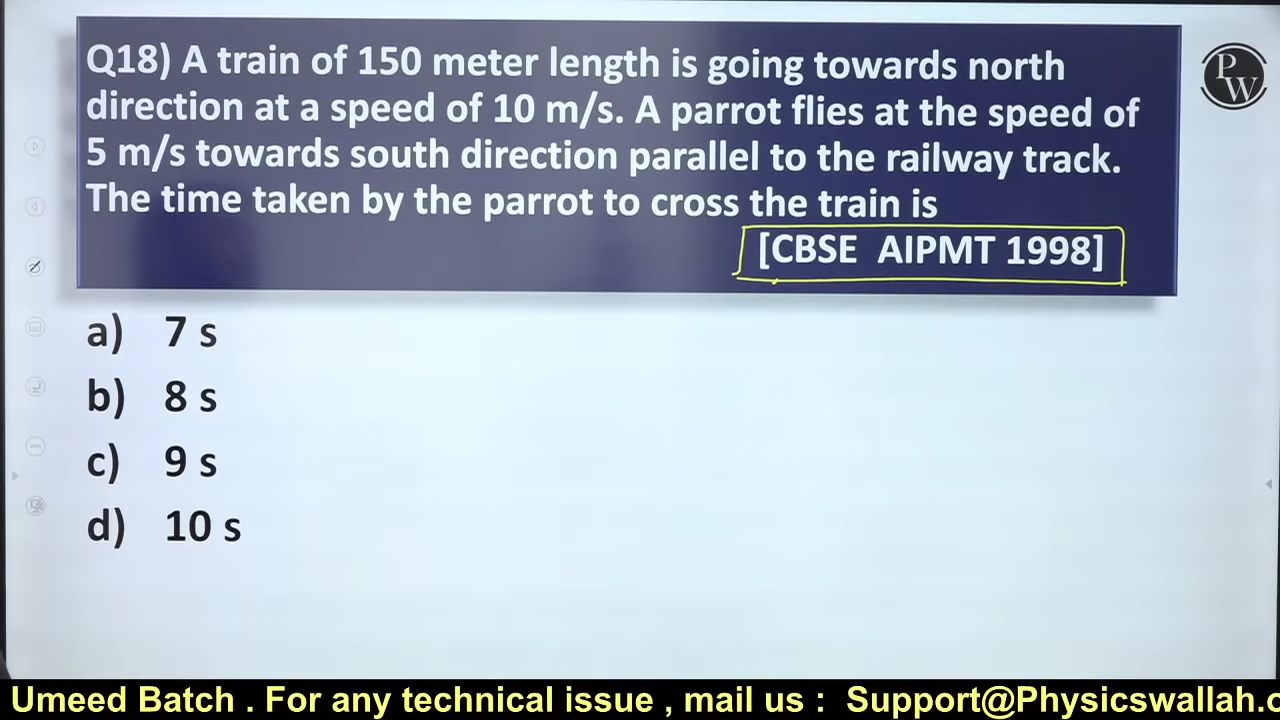 Q18) A train of 150 meter length is going towards north
direction at a speed of 10 m/s. A parrot flies at the speed of
5 m/s towards south direction parallel to the railway track.
The time taken by the parrot to cross the train is
[CBSE AIPMT 1998]
PW
a) 7 s
b) 8 s
c) 9 s
d) 10 s
Umeed Batch . For any technical issue , mail us : Support@Physicswallah.c